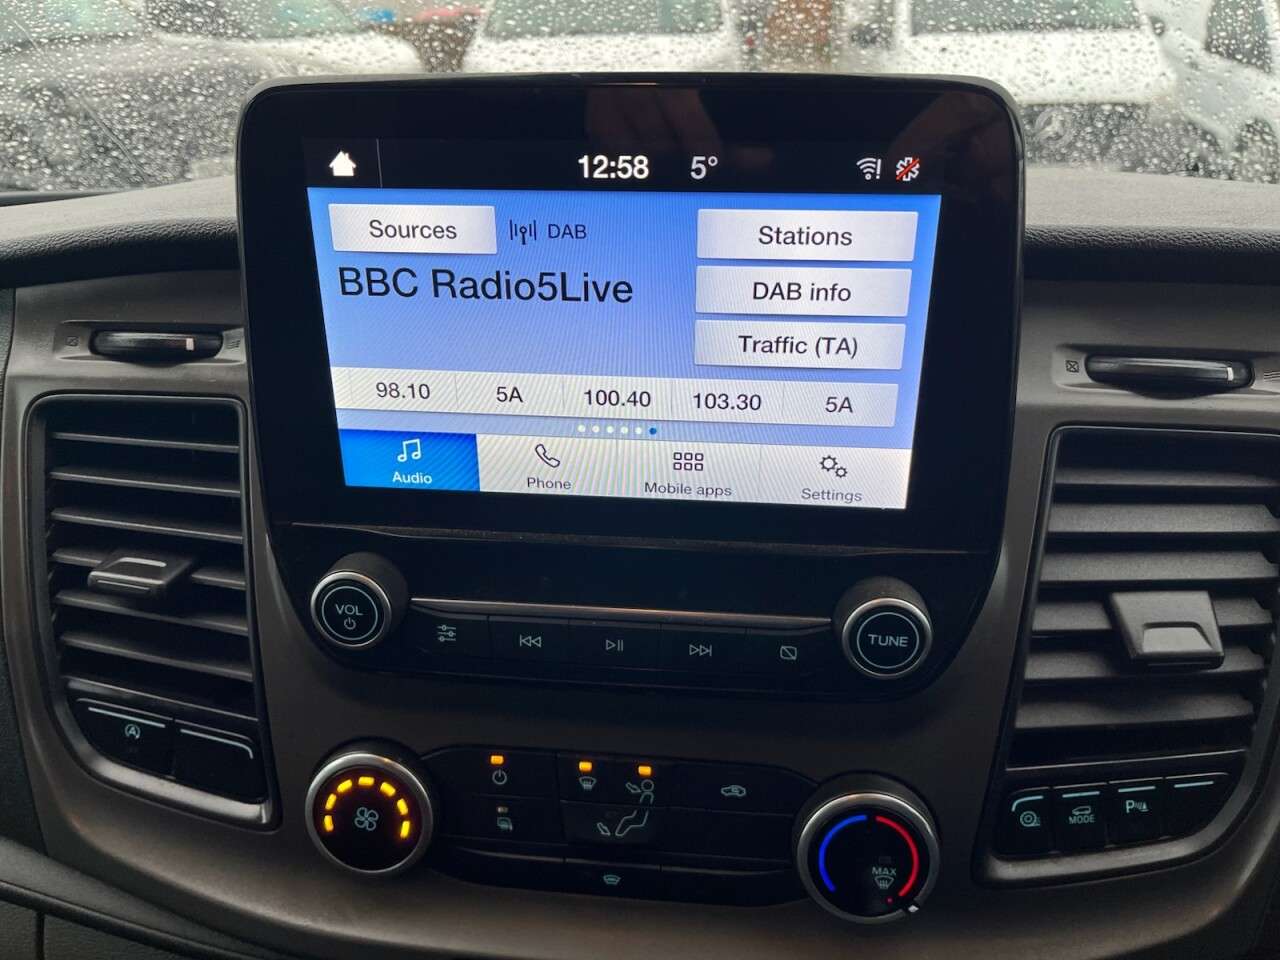 12:58 5°
Sources DAB Stations
BBC Radio5Live
DAB info
Traffic (TA)
98.10 5A 100.40 103.30 5A
Audio Phone Mobile apps Settings
VOL
TUNE
A
MAX
MODE
P